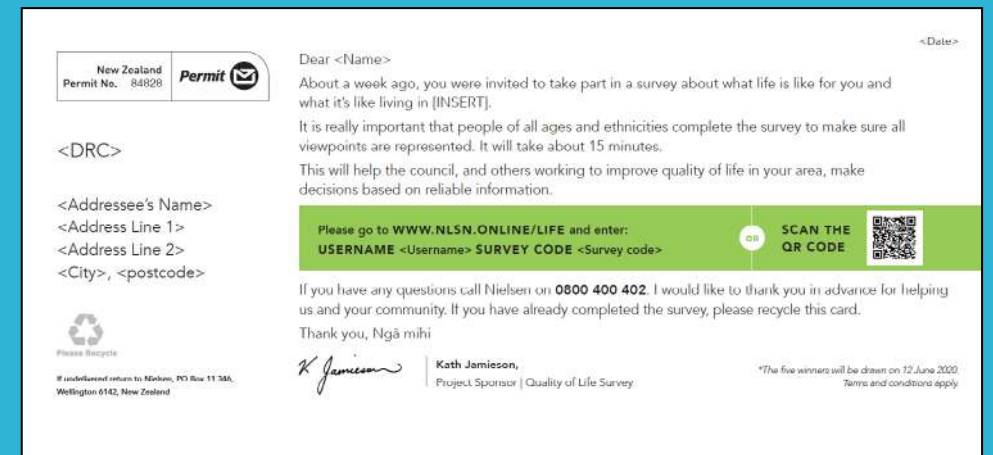 New Zealand
Permit No. 84828
Permit
<DRC>
<Addressee's Name>
<Address Line 1>
<Address Line 2>
<City>, <postcode>
Please Recycle
If undelivered return to Nielsen, PO Box 11 346,
Wellington 6142, New Zealand
<Date>
Dear <Name>
About a week ago, you were invited to take part in a survey about what life is like for you and
what it's like living in [INSERT].
It is really important that people of all ages and ethnicities complete the survey to make sure all
viewpoints are represented. It will take about 15 minutes.
This will help the council, and others working to improve quality of life in your area, make
decisions based on reliable information.
Please go to WWW.NLSN.ONLINE/LIFE and enter:
USERNAME <Username> SURVEY CODE <Survey code>
OR
SCAN THE
QR CODE
If you have any questions call Nielsen on 0800 400 402. I would like to thank you in advance for helping
us and your community. If you have already completed the survey, please recycle this card.
Thank you, Ngā mihi
K Jamieson
Kath Jamieson,
Project Sponsor | Quality of Life Survey
*The five winners will be drawn on 12 June 2020.
Terms and conditions apply